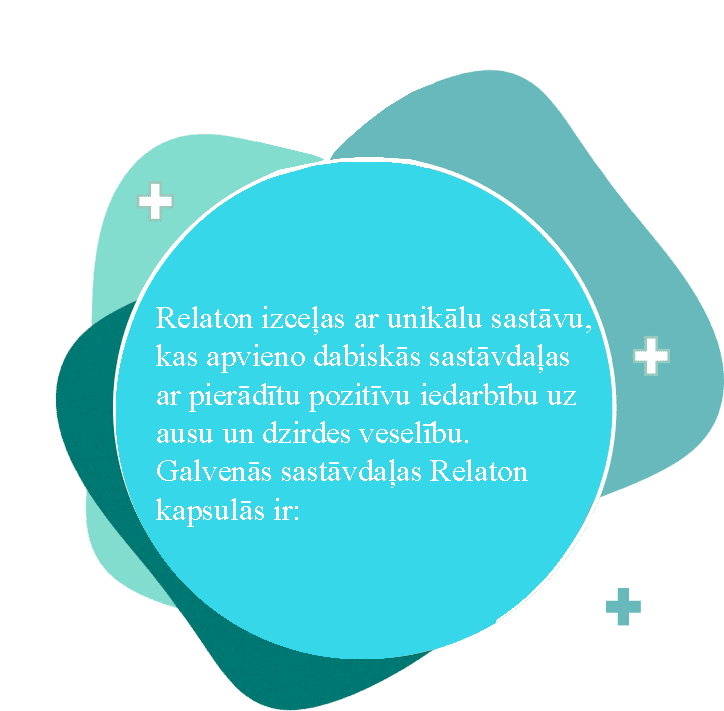 Relaton izceļas ar unikālu sastāvu,
kas apvieno dabiskās sastāvdaļas
ar pierādītu pozitīvu iedarbību uz
ausu un dzirdes veselību.
Galvenās sastāvdaļas Relaton
kapsulās ir: